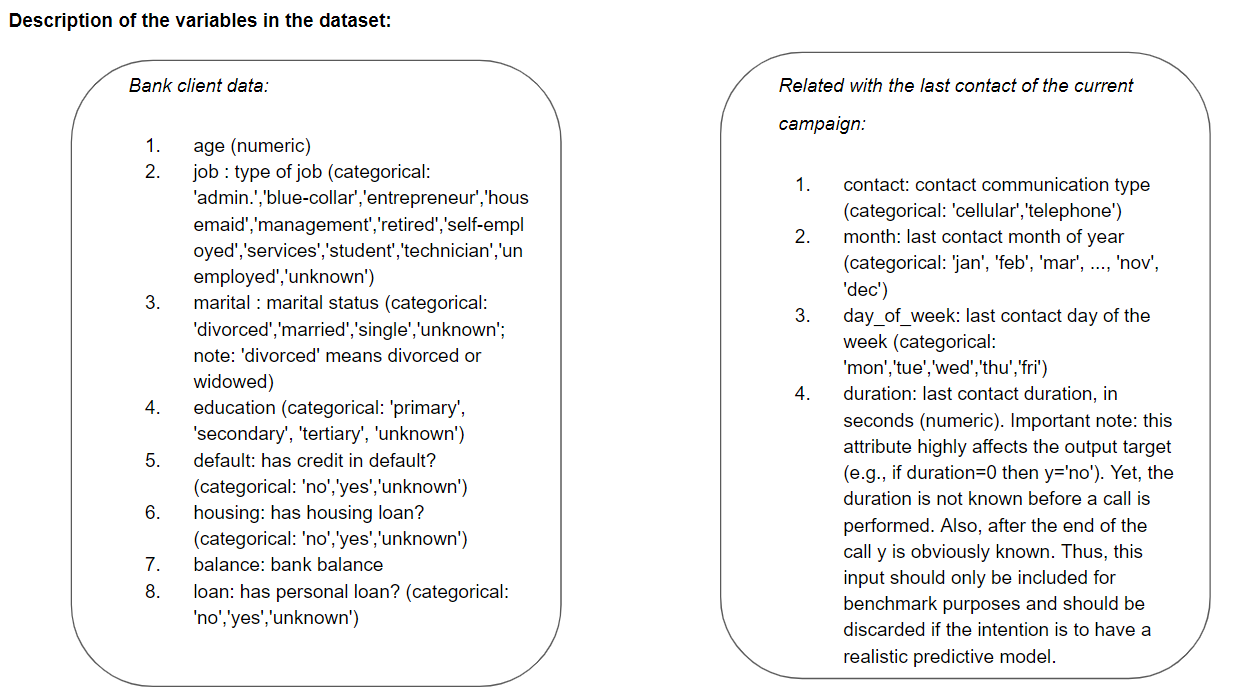 Description of the variables in the dataset:
Bank client data:
1. age (numeric)
2. job : type of job (categorical:
'admin.','blue-collar','entrepreneur','hous
emaid','management','retired','self-empl
oyed','services','student','technician','un
employed','unknown')
3. marital : marital status (categorical:
'divorced','married','single','unknown';
note: 'divorced' means divorced or
widowed)
4. education (categorical: 'primary',
'secondary', 'tertiary', 'unknown')
5. default: has credit in default?
(categorical: 'no','yes','unknown')
6. housing: has housing loan?
(categorical: 'no','yes','unknown')
7. balance: bank balance
8. loan: has personal loan? (categorical:
'no','yes','unknown')
Related with the last contact of the current
campaign:
1. contact: contact communication type
(categorical: 'cellular','telephone')
2. month: last contact month of year
(categorical: 'jan', 'feb', 'mar', ..., 'nov',
'dec')
3. day_of_week: last contact day of the
week (categorical:
'mon','tue','wed','thu','fri')
4. duration: last contact duration, in
seconds (numeric). Important note: this
attribute highly affects the output target
(e.g., if duration=0 then y='no'). Yet, the
duration is not known before a call is
performed. Also, after the end of the
call y is obviously known. Thus, this
input should only be included for
benchmark purposes and should be
discarded if the intention is to have a
realistic predictive model.